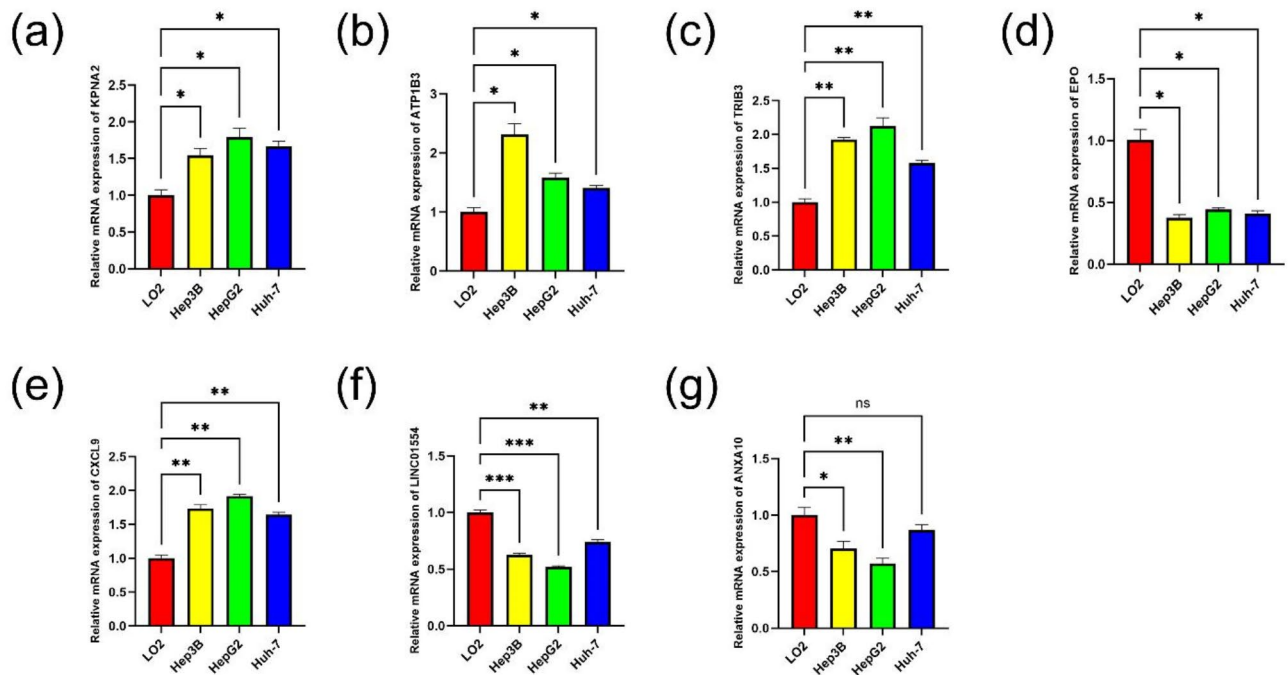 (a)
Relative mRNA expression of KPNA2
2.5
2.0
1.5
1.0
0.5
0.0
*
*
*
LO2
Hep3B
HepG2
Huh-7
(b)
Relative mRNA expression of ATP1B3
3
2
1
0
*
*
*
LO2
Hep3B
HepG2
Huh-7
(c)
Relative mRNA expression of TRIB3
2.5
2.0
1.5
1.0
0.5
0.0
**
**
**
LO2
Hep3B
HepG2
Huh-7
(d)
Relative mRNA expression of EPO
1.5
1.0
0.5
0.0
*
*
*
LO2
Hep3B
HepG2
Huh-7
(e)
Relative mRNA expression of CXCL9
2.5
2.0
1.5
1.0
0.5
0.0
**
**
**
LO2
Hep3B
HepG2
Huh-7
(f)
Relative mRNA expression of LINC01554
1.5
1.0
0.5
0.0
**
***
***
LO2
Hep3B
HepG2
Huh-7
(g)
Relative mRNA expression of ANXA10
1.5
1.0
0.5
0.0
ns
**
*
LO2
Hep3B
HepG2
Huh-7